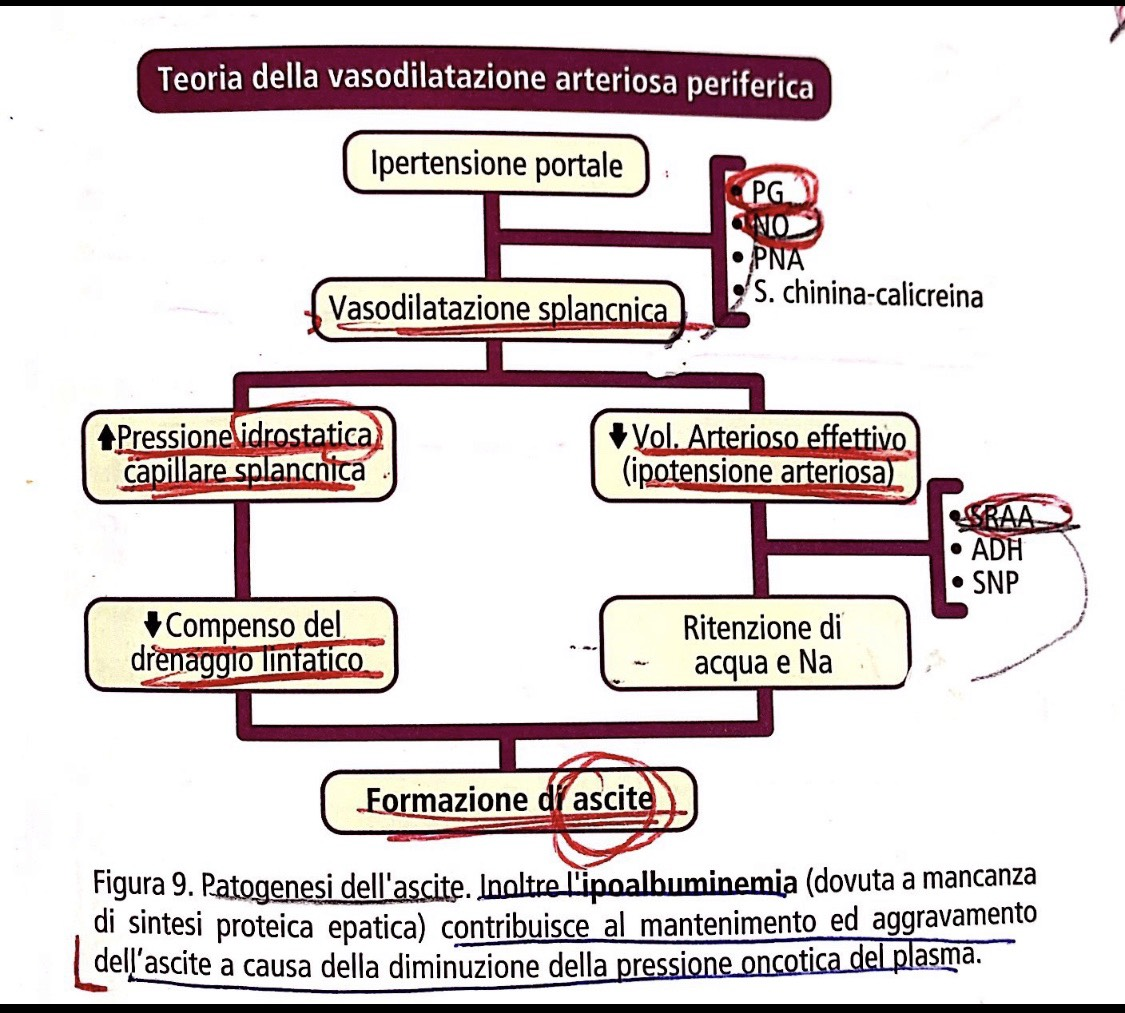 Teoria della vasodilatazione arteriosa periferica
Ipertensione portale
• PG
• NO
• PNA
• S. chinina-calicreina
Vasodilatazione splancnica
⬆Pressione idrostatica
capillare splancnica
⬇Vol. Arterioso effettivo
(ipotensione arteriosa)
• SRAA
• ADH
• SNP
⬇Compenso del
drenaggio linfatico
Ritenzione di
acqua e Na
Formazione di ascite
Figura 9. Patogenesi dell'ascite. Inoltre l'ipoalbuminemia (dovuta a mancanza
di sintesi proteica epatica) contribuisce al mantenimento ed aggravamento
dell'ascite a causa della diminuzione della pressione oncotica del plasma.